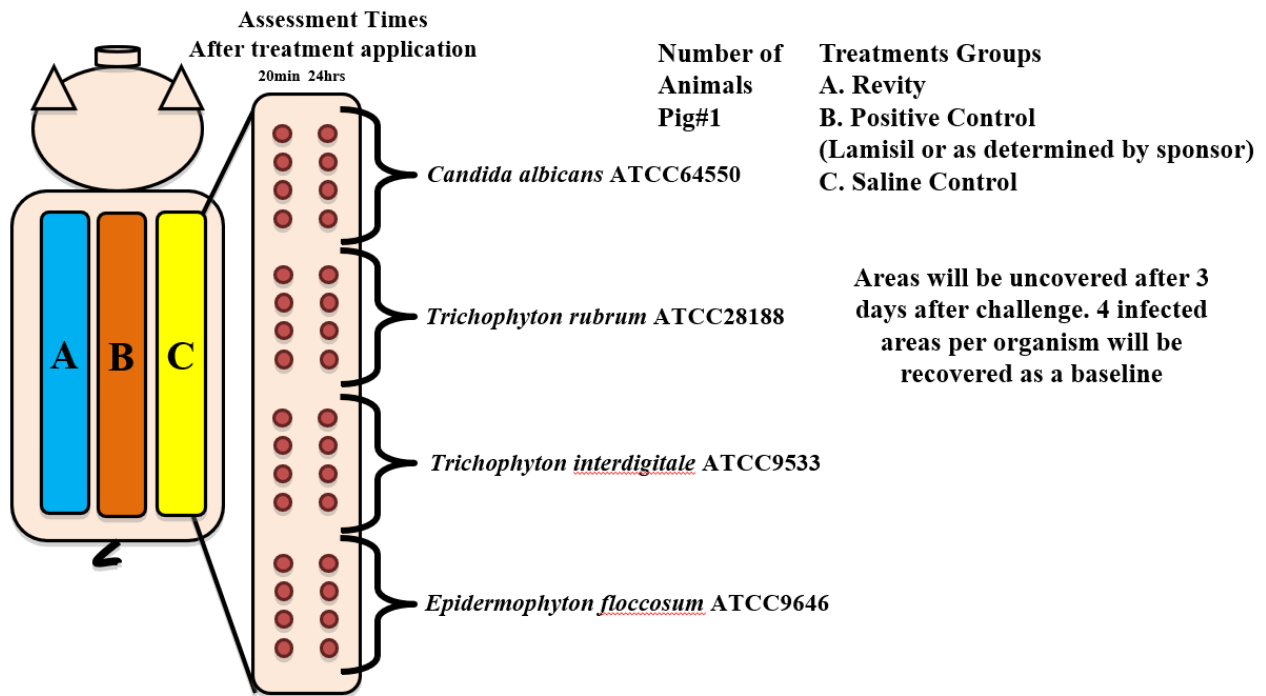 Assessment Times
After treatment application
20min 24hrs
Number of
Animals
Pig#1
Treatments Groups
A. Revity
B. Positive Control
(Lamisil or as determined by sponsor)
C. Saline Control
A
B
C
Candida albicans ATCC64550
Trichophyton rubrum ATCC28188
Trichophyton interdigitale ATCC9533
Epidermophyton floccosum ATCC9646
Areas will be uncovered after 3
days after challenge. 4 infected
areas per organism will be
recovered as a baseline